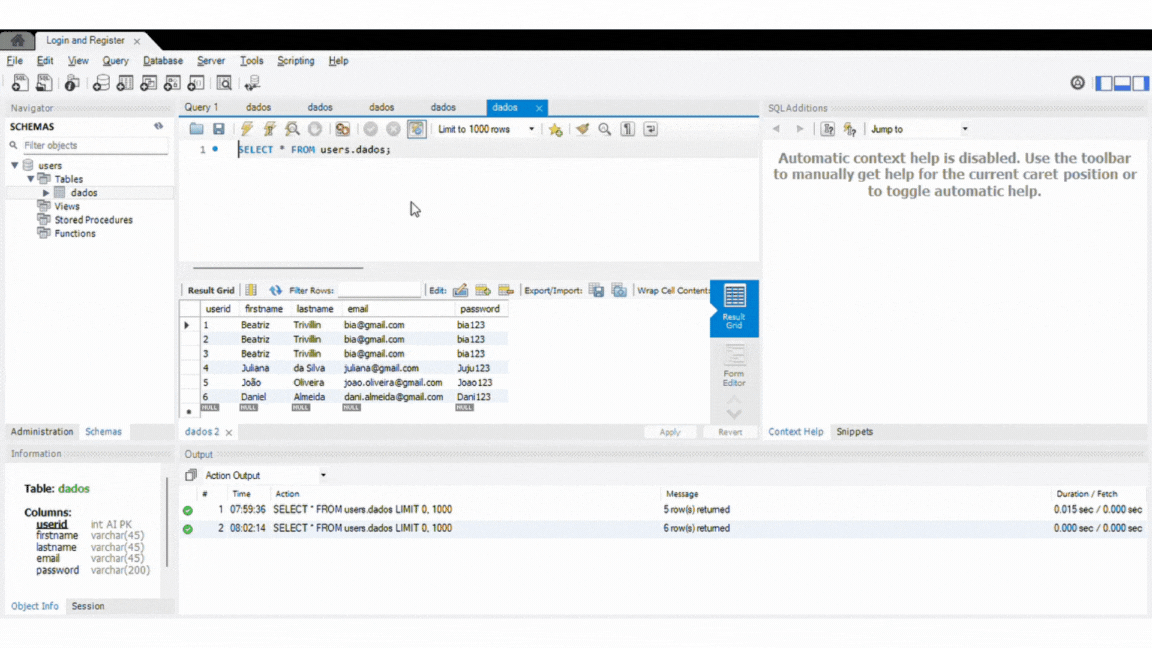 Login and Register
File Edit View Query Database Server Tools Scripting Help
Navigator
SCHEMAS
Filter objects
users
Tables
dados
Views
Stored Procedures
Functions
Administration Schemas
Query 1 dados dados dados dados dados
Limit to 1000 rows
1 SELECT * FROM users.dados;
Result Grid Filter Rows: Edit: Export/Import: Wrap Cell Content:
userid firstname lastname email password
1 Beatriz Trivillin bia@gmail.com bia123
2 Beatriz Trivillin bia@gmail.com bia123
3 Beatriz Trivillin bia@gmail.com bia123
4 Juliana da Silva juliana@gmail.com Juju123
5 João Oliveira joao.oliveira@gmail.com Joao123
6 Daniel Almeida dani.almeida@gmail.com Dani123
NULL NULL NULL NULL NULL
Result
Grid
Form
Editor
dados 2 Apply Revert
SQLAdditions
Jump to
Automatic context help is disabled. Use the toolbar
to manually get help for the current caret position or
to toggle automatic help.
Context Help Snippets
Information
Table: dados
Columns:
userid int AI PK
firstname varchar(45)
lastname varchar(45)
email varchar(45)
password varchar(200)
Object Info Session
Output
Action Output
# Time Action Message Duration / Fetch
1 07:59:36 SELECT * FROM users.dados LIMIT 0, 1000 5 row(s) returned 0.015 sec / 0.000 sec
2 08:02:14 SELECT * FROM users.dados LIMIT 0, 1000 6 row(s) returned 0.000 sec / 0.000 sec